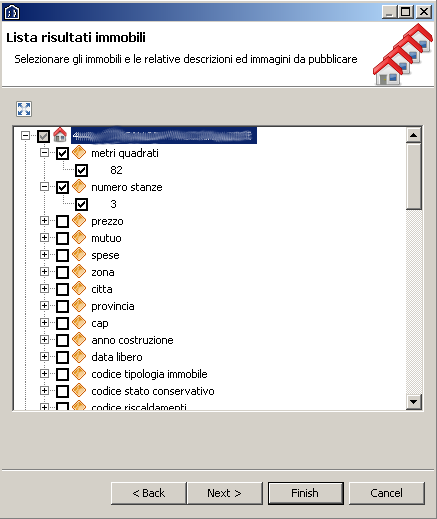 Lista risultati immobili
Selezionare gli immobili e le relative descrizioni ed immagini da pubblicare
metri quadrati
82
numero stanze
3
prezzo
mutuo
spese
zona
citta
provincia
cap
anno costruzione
data libero
codice tipologia immobile
codice stato conservativo
codice riscaldamenti
< Back
Next >
Finish
Cancel